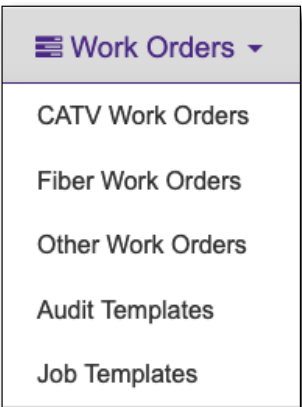 Work Orders
CATV Work Orders
Fiber Work Orders
Other Work Orders
Audit Templates
Job Templates